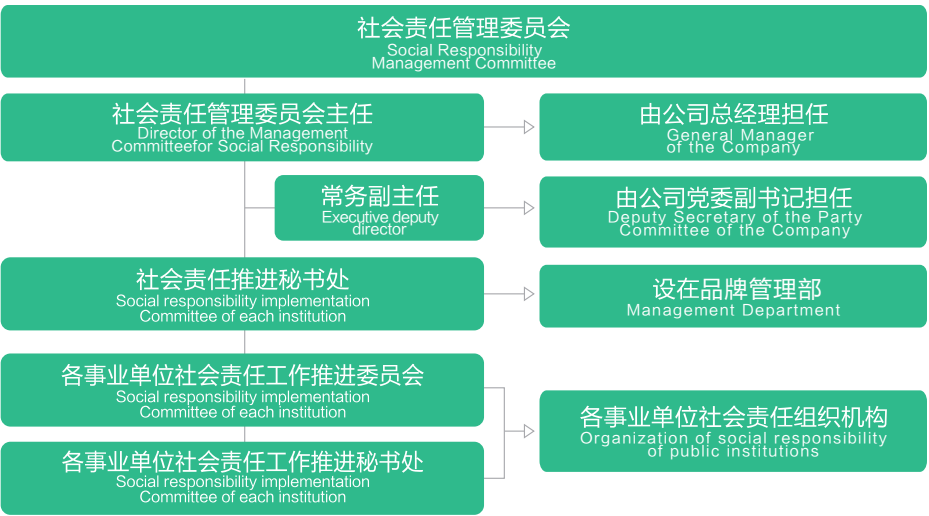 社会责任管理委员会
Social Responsibility
Management Committee
社会责任管理委员会主任
Director of the Management
Committeefor Social Responsibility
由公司总经理担任
General Manager
of the Company
常务副主任
Executive deputy
director
由公司党委副书记担任
Deputy Secretary of the Party
Committee of the Company
社会责任推进秘书处
Social responsibility implementation
Committee of each institution
设在品牌管理部
Management Department
各事业单位社会责任工作推进委员会
Social responsibility implementation
Committee of each institution
各事业单位社会责任组织机构
Organization of social responsibility
of public institutions
各事业单位社会责任工作推进秘书处
Social responsibility implementation
Committee of each institution